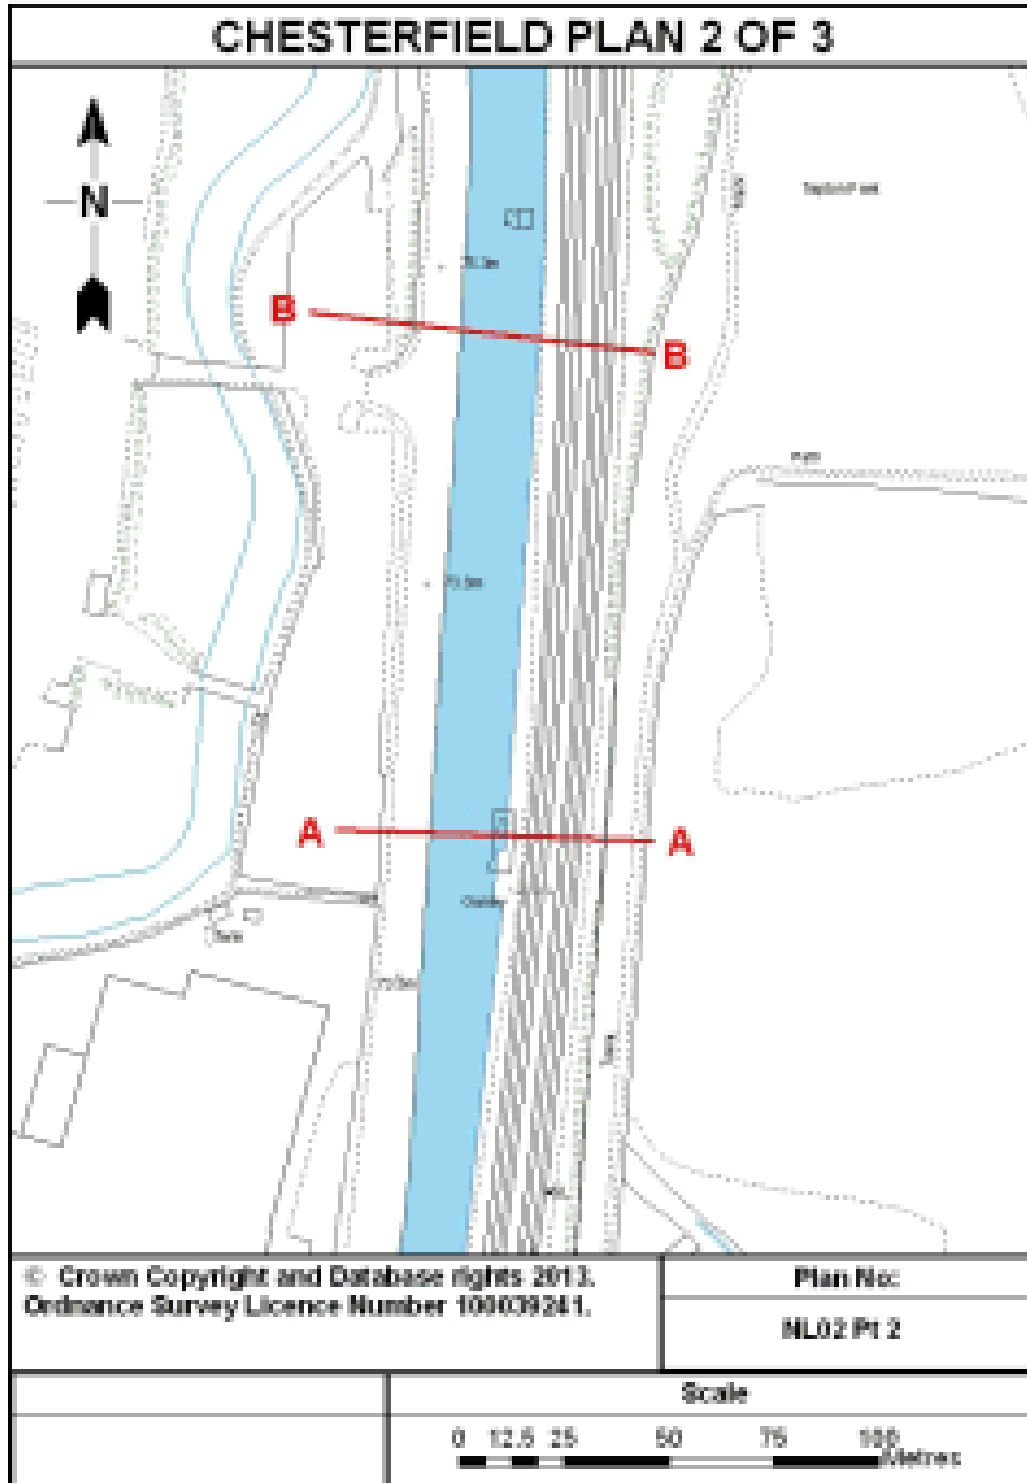 CHESTERFIELD PLAN 2 OF 3
N
B
B
A
A
© Crown Copyright and Database rights 2013.
Ordnance Survey Licence Number 100039241.
Plan No:
NL02 Pt 2
Scale
0 12.5 25 50 75 100
Metres